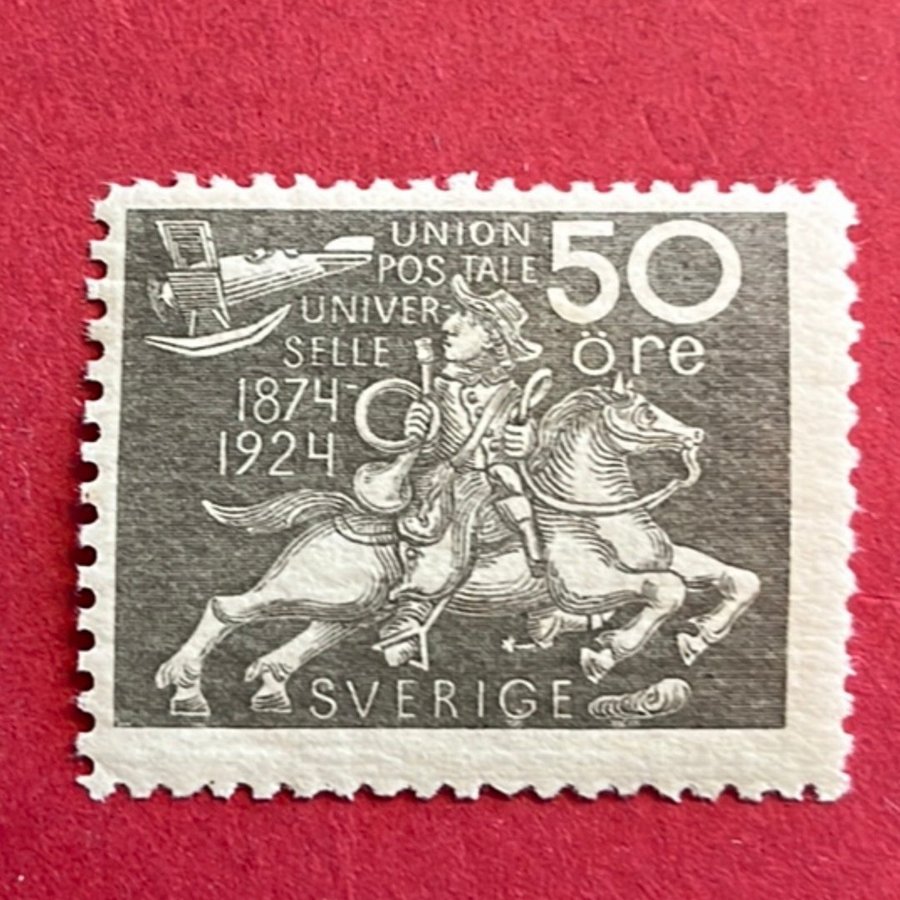 UNION
POSTALE
UNIVER-
SELLE
1874-
1924
50
öre
SVERIGE